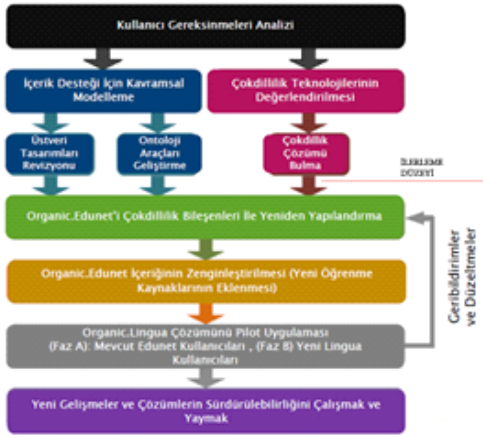 Kullanıcı Gereksinmeleri Analizi
İçerik Desteği İçin Kavramsal
Modelleme
Çokdillilik Teknolojilerinin
Değerlendirilmesi
Üstveri
Tasarımları
Revizyonu
Ontoloji
Araçları
Geliştirme
Çokdillik
Çözümü
Bulma
İLERLEME
DÜZEYİ
Organic.Edunet'i Çokdillilik Bileşenleri İle Yeniden Yapılandırma
Organic.Edunet İçeriğinin Zenginleştirilmesi (Yeni Öğrenme
Kaynaklarının Eklenmesi)
Organic.Lingua Çözümünü Pilot Uygulaması
(Faz A): Mevcut Edunet Kullanıcıları , (Faz B) Yeni Lingua
Kullanıcıları
Geribildirimler
ve Düzeltmeler
Yeni Gelişmeler ve Çözümlerin Sürdürülebilirliğini Çalışmak ve
Yaymak